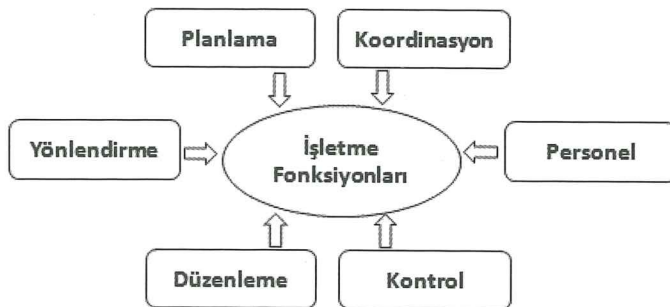 Planlama
Koordinasyon
Yönlendirme
İşletme
Fonksiyonları
Personel
Düzenleme
Kontrol